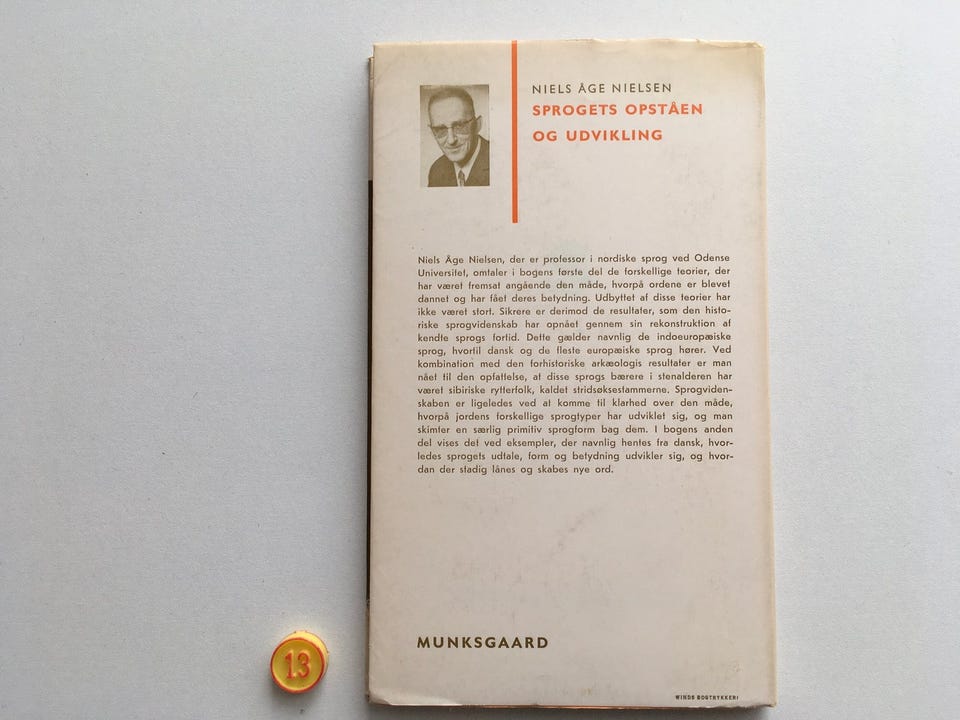 NIELS ÅGE NIELSEN
SPROGETS OPSTÅEN
OG UDVIKLING
Niels Åge Nielsen, der er professor i nordiske sprog ved Odense
Universitet, omtaler i bogens første del de forskellige teorier, der
har været fremsat angående den måde, hvorpå ordene er blevet
dannet og har fået deres betydning. Udbyttet af disse teorier har
ikke været stort. Sikrere er derimod de resultater, som den histo-
riske sprogvidenskab har opnået gennem sin rekonstruktion af
kendte sprogs fortid. Dette gælder navnlig de indoeuropæiske
sprog, hvortil dansk og de fleste europæiske sprog hører. Ved
kombination med den forhistoriske arkæologis resultater er man
nået til den opfattelse, at disse sprogs bærere i stenalderen har
været sibiriske rytterfolk, kaldet stridsøksestammerne. Sprogviden-
skaben er ligeledes ved at komme til klarhed over den måde,
hvorpå jordens forskellige sprogtyper har udviklet sig, og man
skimter en særlig primitiv sprogform bag dem. I bogens anden
del vises det ved eksempler, der navnlig hentes fra dansk, hvor-
ledes sprogets udtale, form og betydning udvikler sig, og hvor-
dan der stadig lånes og skabes nye ord.
MUNKSGAARD
13
WINDS BOGTRYKKERI